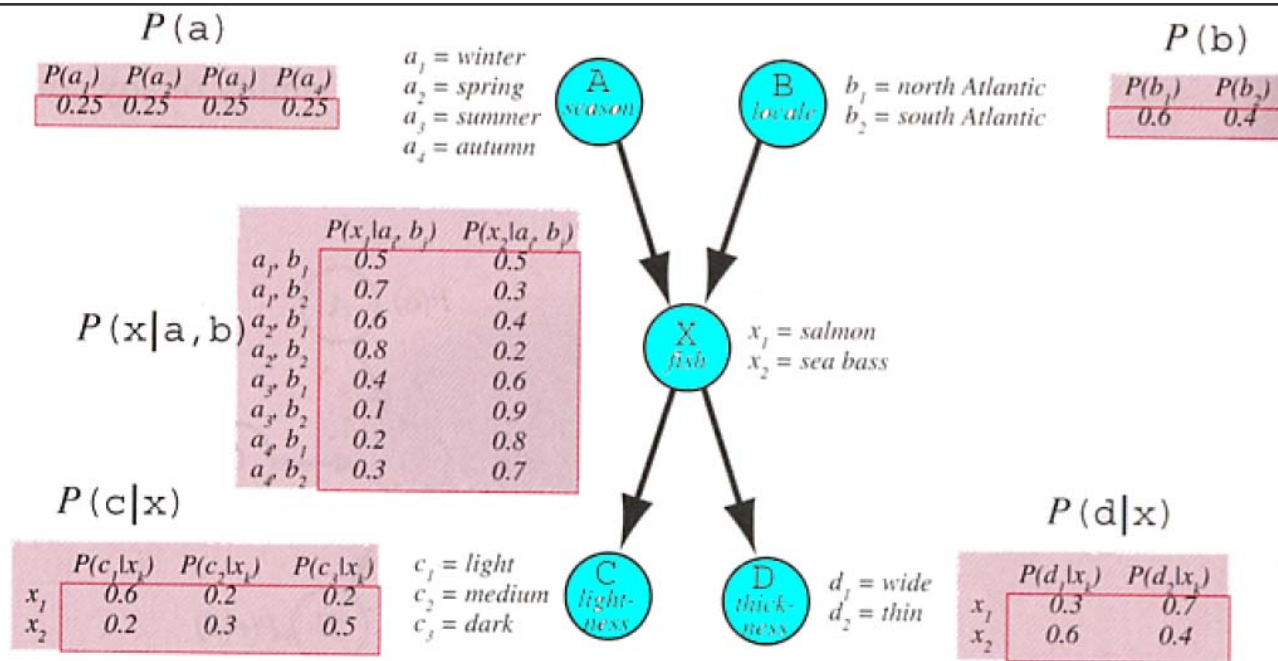 P(a)
P(a₁) P(a₂) P(a₃) P(a₄)
0.25 0.25 0.25 0.25
a₁ = winter
a₂ = spring
a₃ = summer
a₄ = autumn
A
season
B
locale
b₁ = north Atlantic
b₂ = south Atlantic
P(b)
P(b₁) P(b₂)
0.6 0.4
P(x|a,b)
P(x₁|aᵢ, bⱼ) P(x₂|aᵢ, bⱼ)
a₁, b₁ 0.5 0.5
a₁, b₂ 0.7 0.3
a₂, b₁ 0.6 0.4
a₂, b₂ 0.8 0.2
a₃, b₁ 0.4 0.6
a₃, b₂ 0.1 0.9
a₄, b₁ 0.2 0.8
a₄, b₂ 0.3 0.7
X
fish
x₁ = salmon
x₂ = sea bass
P(c|x)
P(c₁|xₖ) P(c₂|xₖ) P(c₃|xₖ)
x₁ 0.6 0.2 0.2
x₂ 0.2 0.3 0.5
c₁ = light
c₂ = medium
c₃ = dark
C
light-
ness
D
thick-
ness
d₁ = wide
d₂ = thin
P(d|x)
P(d₁|xₖ) P(d₂|xₖ)
x₁ 0.3 0.7
x₂ 0.6 0.4